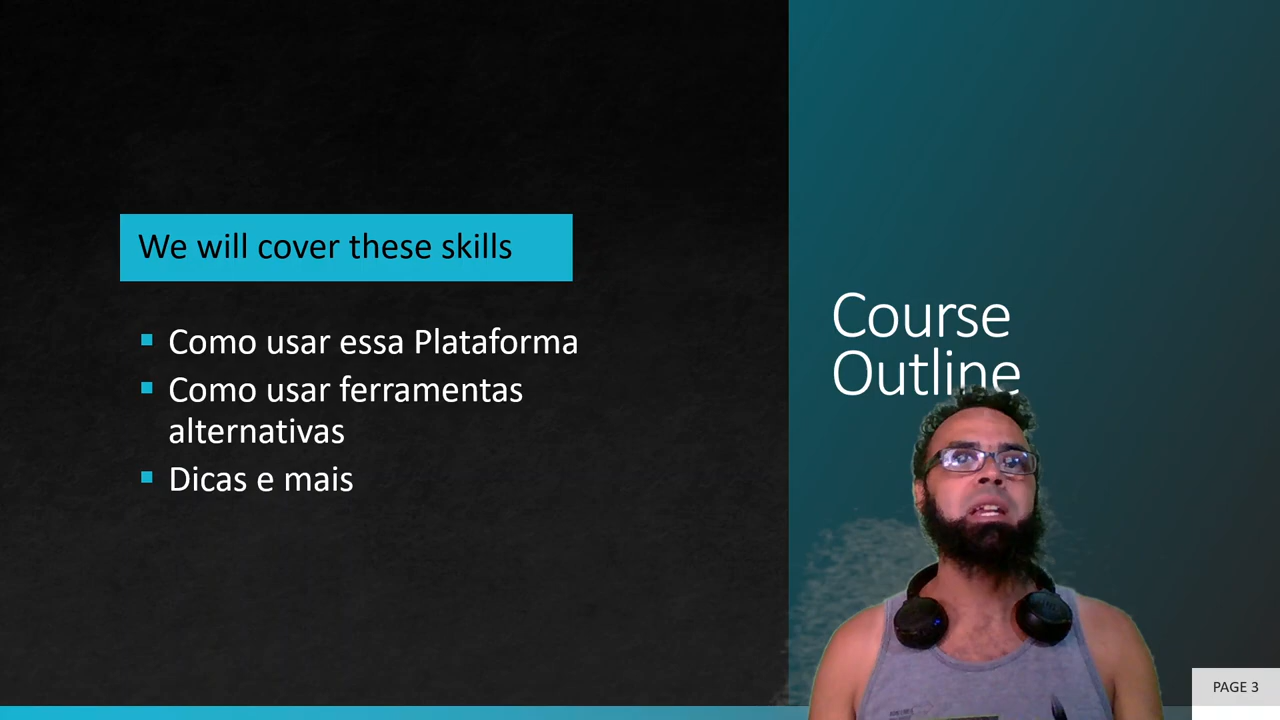 We will cover these skills
Como usar essa Plataforma
Como usar ferramentas
alternativas
Dicas e mais
Course
Outline
PAGE 3